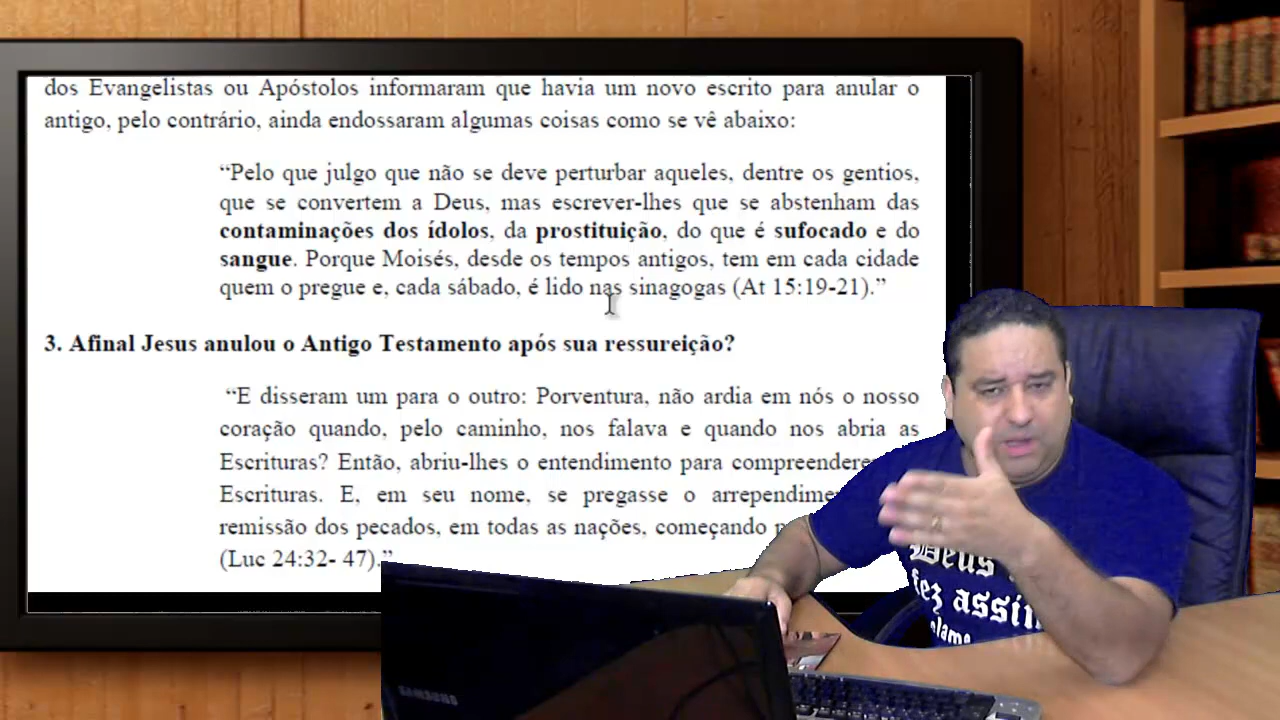 dos Evangelistas ou Apóstolos informaram que havia um novo escrito para anular o
antigo, pelo contrário, ainda endossaram algumas coisas como se vê abaixo:
“Pelo que julgo que não se deve perturbar aqueles, dentre os gentios,
que se convertem a Deus, mas escrever-lhes que se abstenham das
contaminações dos ídolos, da prostituição, do que é sufocado e do
sangue. Porque Moisés, desde os tempos antigos, tem em cada cidade
quem o pregue e, cada sábado, é lido nas sinagogas (At 15:19-21).”
3. Afinal Jesus anulou o Antigo Testamento após sua ressureição?
“E disseram um para o outro: Porventura, não ardia em nós o nosso
coração quando, pelo caminho, nos falava e quando nos abria as
Escrituras? Então, abriu-lhes o entendimento para
Escrituras. E, em seu nome, se pregasse o
remissão dos pecados, em todas as nações, começando
(Luc 24:32- 47).”
Deus
fez assim
SAMSUNG